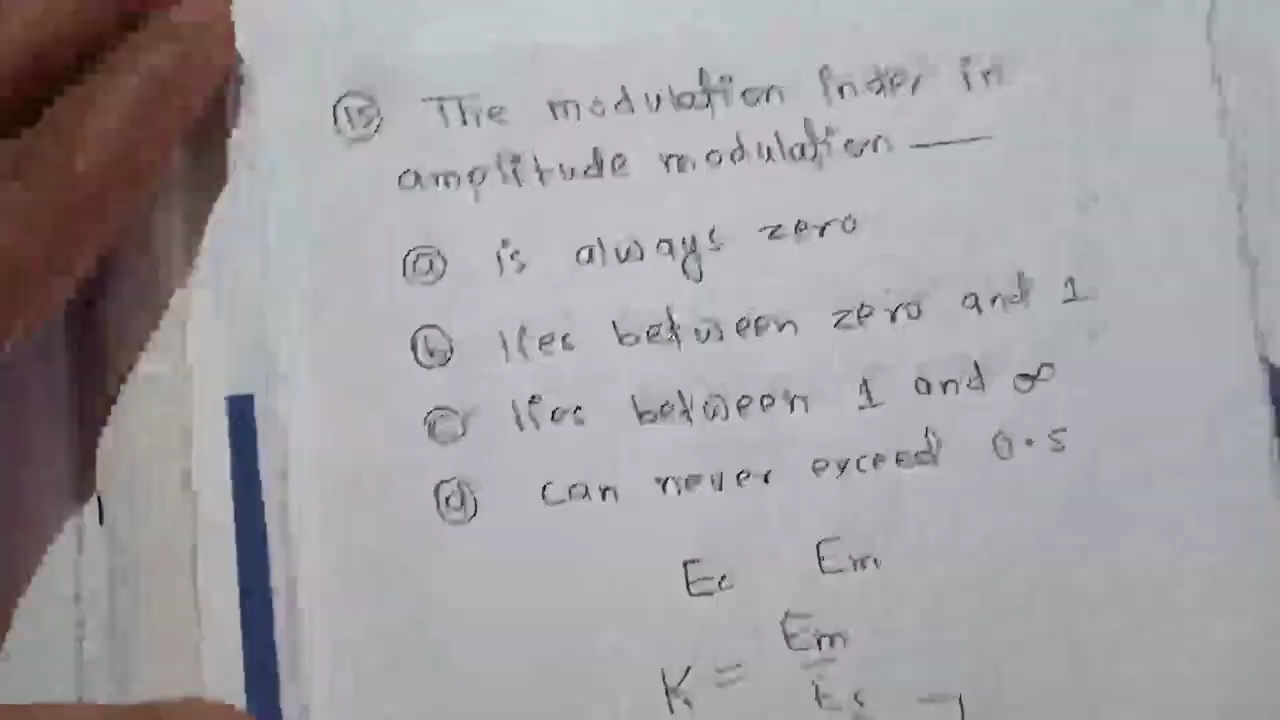 (15) The modulation index in
amplitude modulation —
(a) is always zero
(b) lies between zero and 1
(c) lies between 1 and ∞
(d) can never exceed 0.5
Ec Em
K = Em
Ec